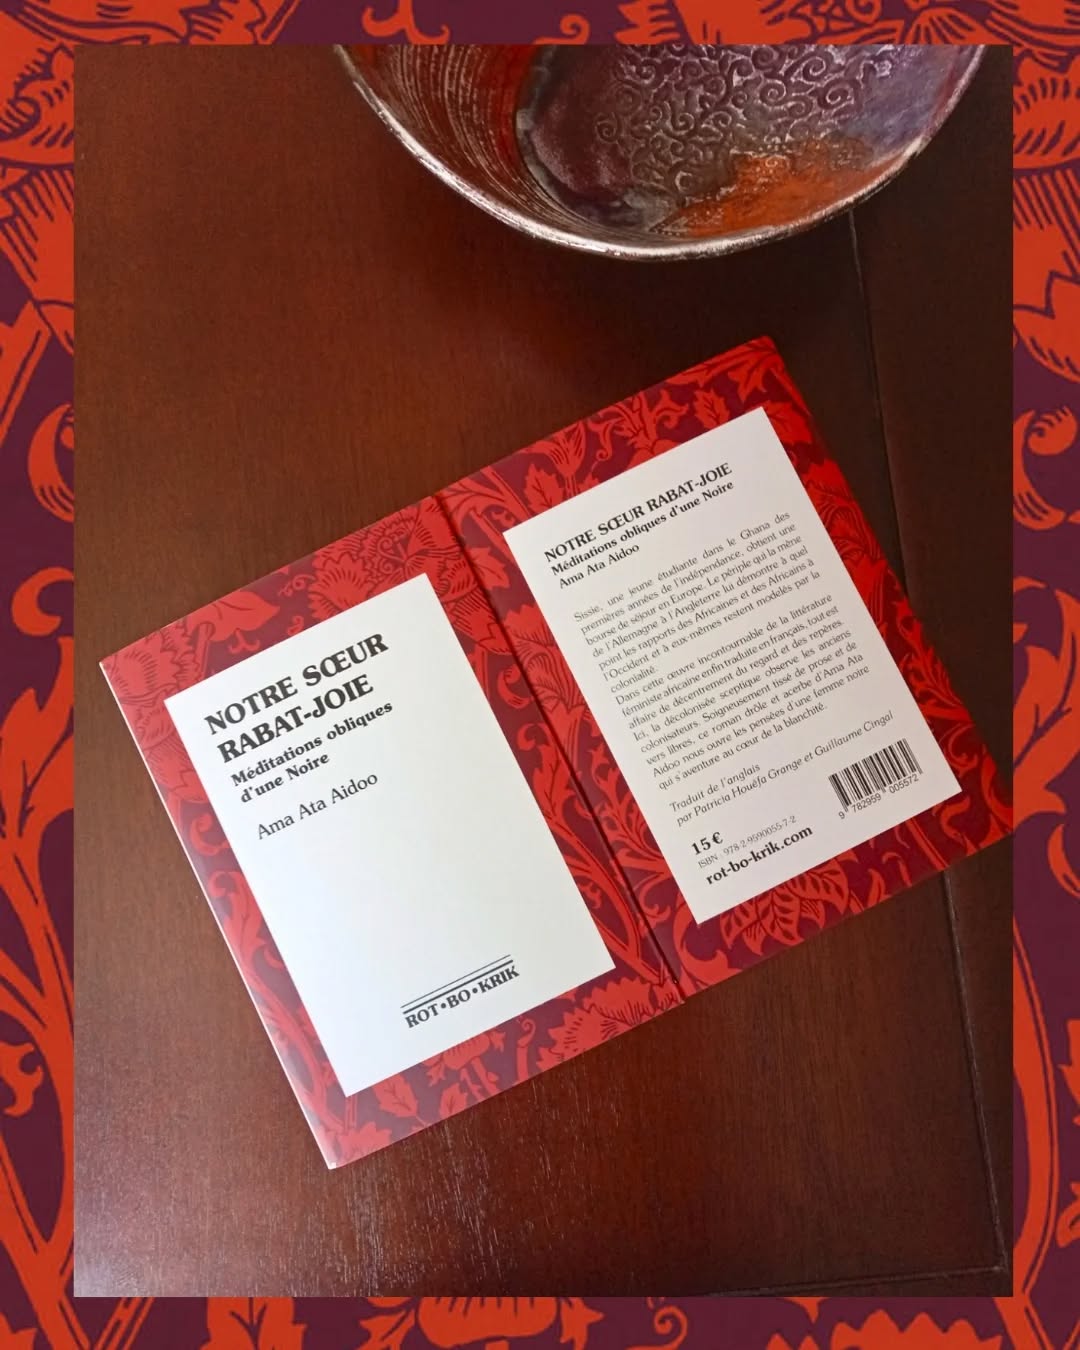 NOTRE SŒUR
RABAT-JOIE
Méditations obliques
d'une Noire
Ama Ata Aidoo
ROT•BO•KRIK
NOTRE SŒUR RABAT-JOIE
Méditations obliques d'une Noire
Ama Ata Aidoo
Sissie, une jeune étudiante dans le Ghana des
premières années de l'indépendance, obtient une
bourse de séjour en Europe. Le périple qui la mène
de l'Allemagne à l'Angleterre lui démontre à quel
point les rapports des Africaines et des Africains à
l'Occident et à eux-mêmes restent modelés par la
colonialité.
Dans cette œuvre incontournable de la littérature
féministe africaine enfin traduite en français, tout est
affaire de décentrement du regard et des repères.
Ici, la décolonisée sceptique observe les anciens
colonisateurs. Soigneusement tissé de prose et de
vers libres, ce roman drôle et acerbe d'Ama Ata
Aidoo nous ouvre les pensées d'une femme noire
qui s'aventure au cœur de la blanchité.
Traduit de l'anglais
par Patricia Houéfa Grange et Guillaume Cingal
15 €
ISBN : 978-2-9590055-7-2
rot-bo-krik.com
9 782959 005572